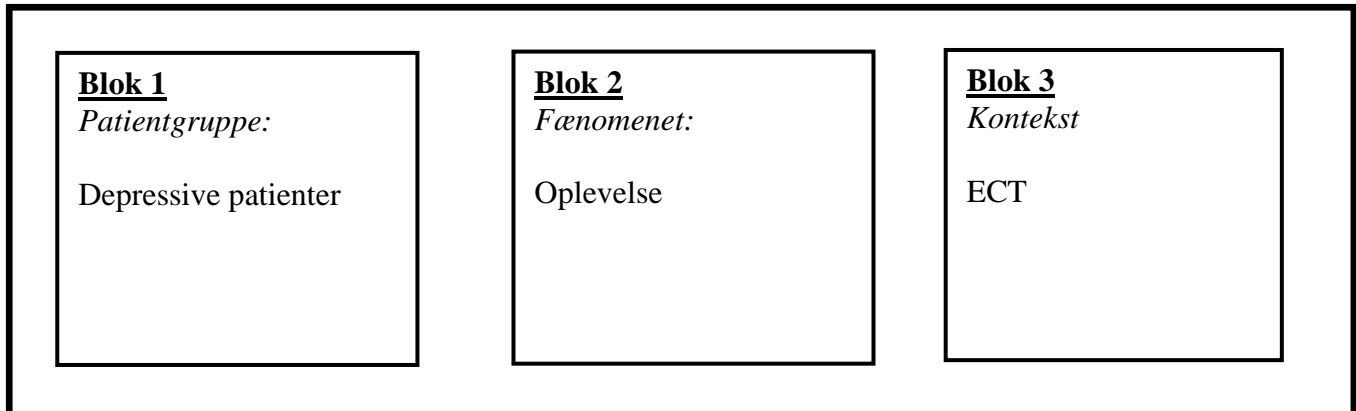 Blok 1
Patientgruppe:
Depressive patienter
Blok 2
Fænomenet:
Oplevelse
Blok 3
Kontekst
ECT